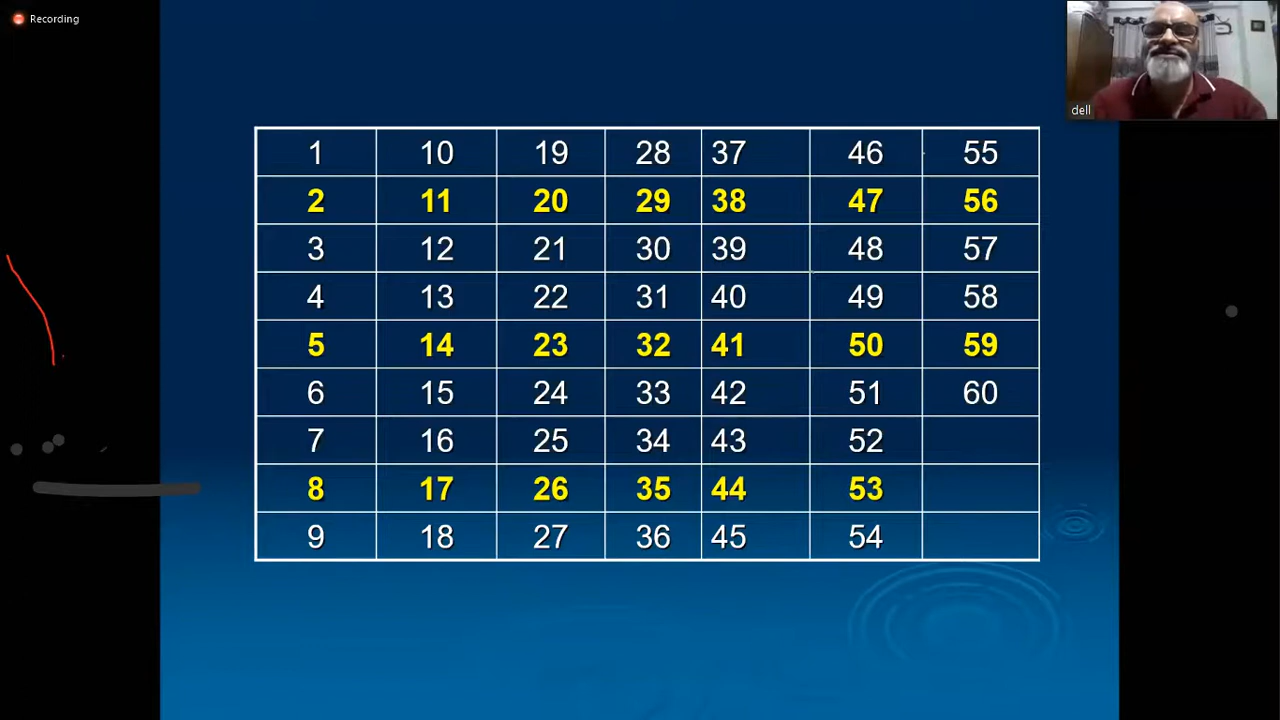 Recording
dell
1 10 19 28 37 46 55
2 11 20 29 38 47 56
3 12 21 30 39 48 57
4 13 22 31 40 49 58
5 14 23 32 41 50 59
6 15 24 33 42 51 60
7 16 25 34 43 52
8 17 26 35 44 53
9 18 27 36 45 54